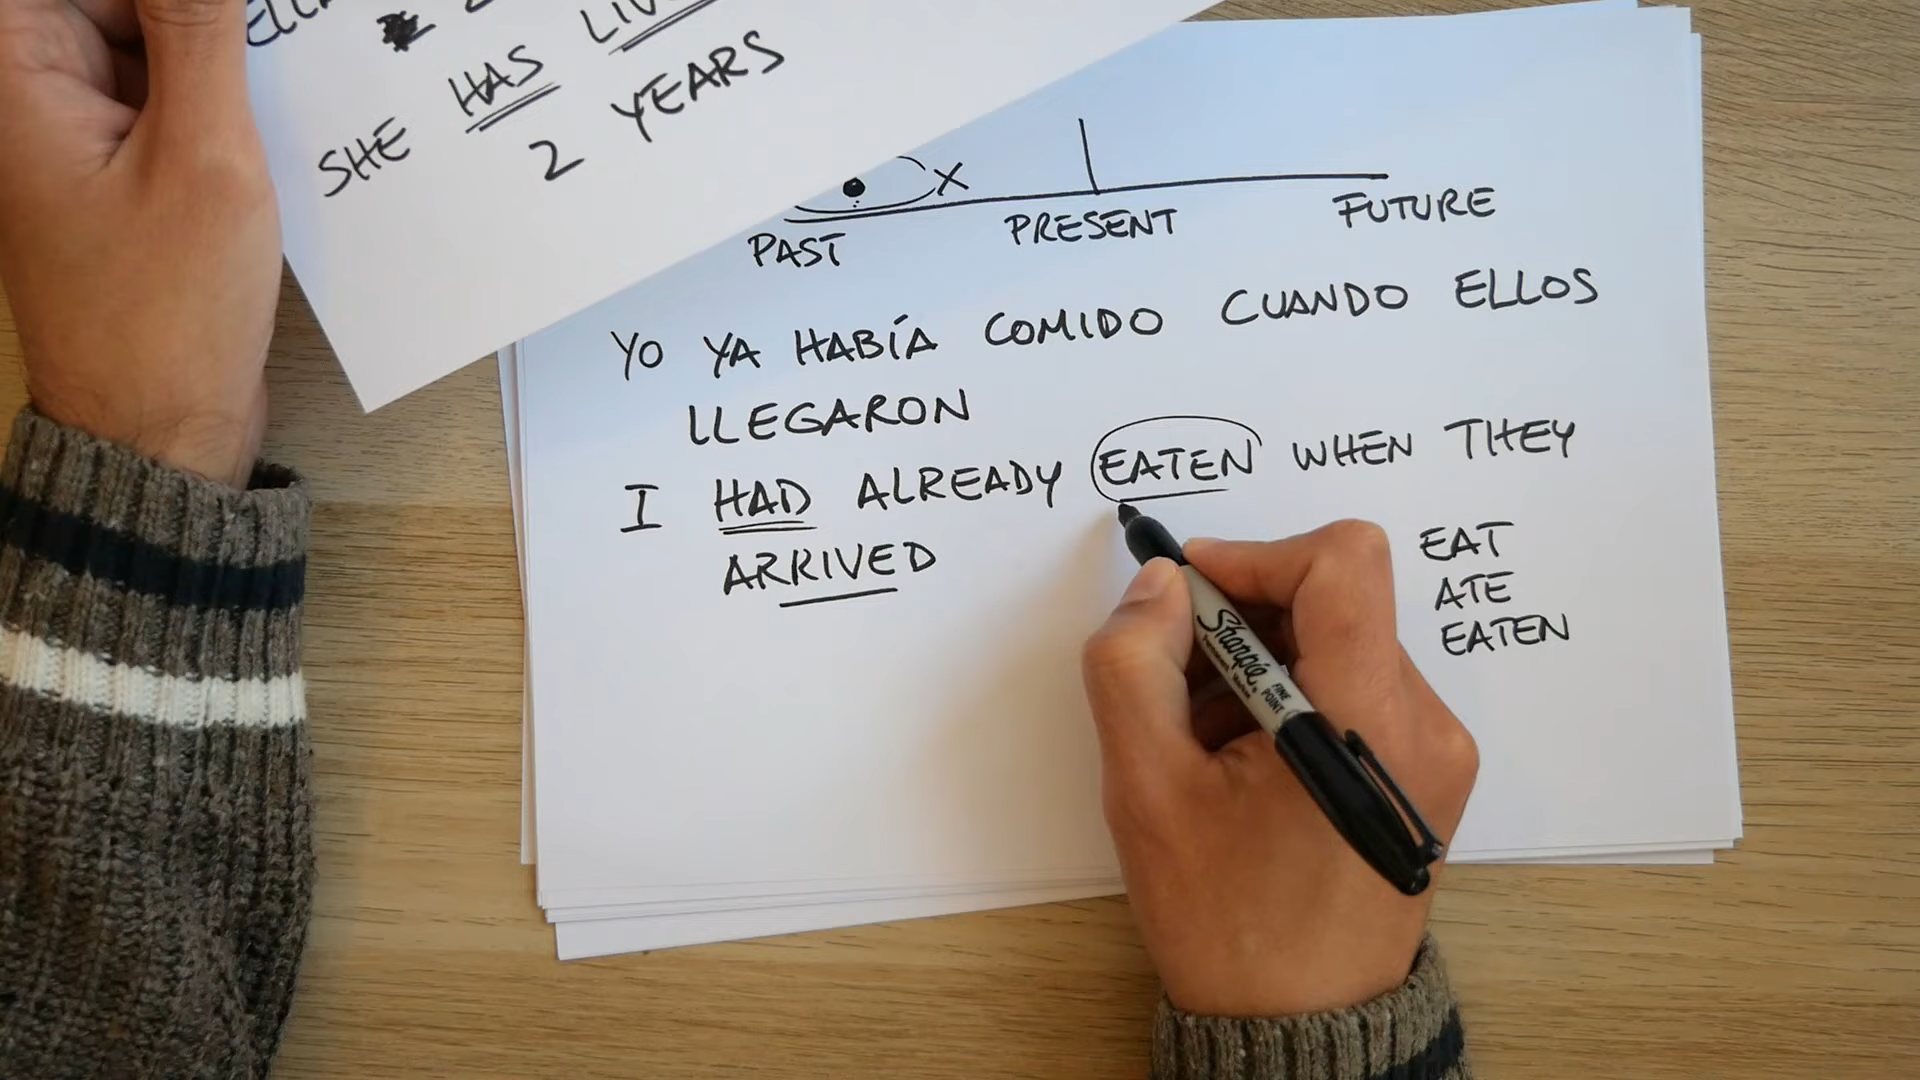 SHE HAS
2 YEARS
X
PAST PRESENT FUTURE
YO YA HABÍA COMIDO CUANDO ELLOS
LLEGARON
I HAD ALREADY EATEN WHEN THEY
ARRIVED
EAT
ATE
EATEN
Sharpie.
FINE POINT